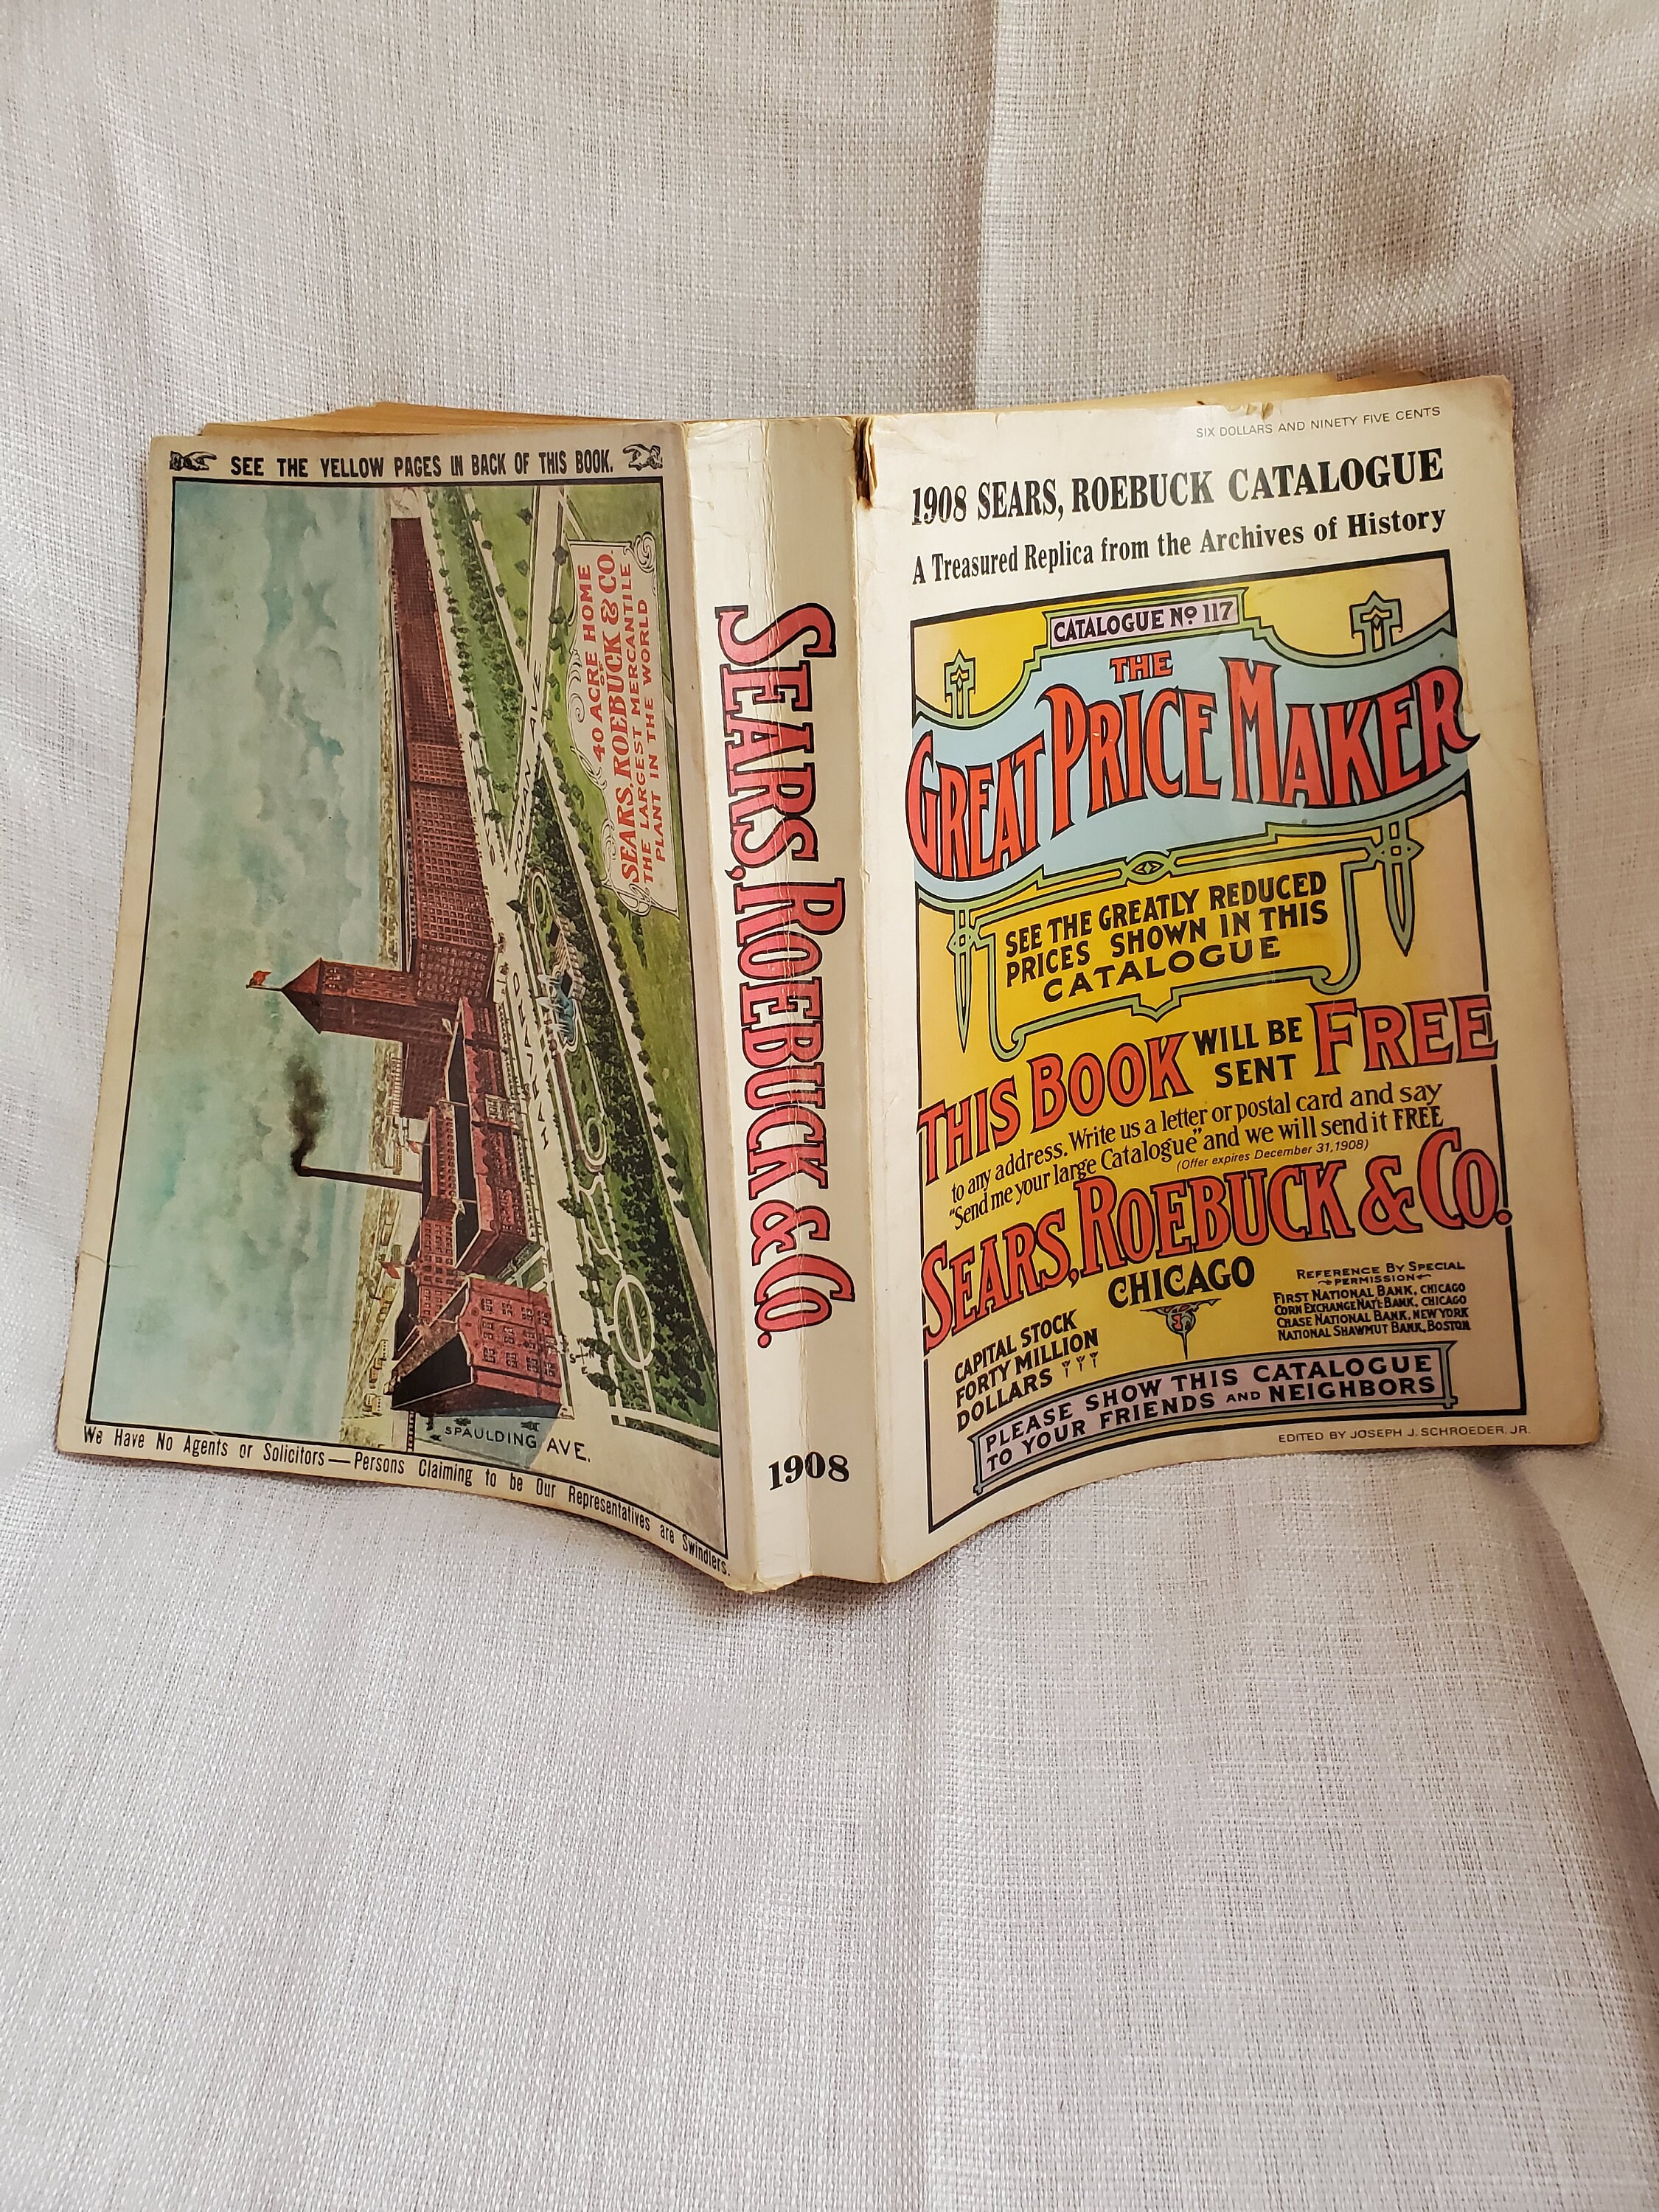 SEE THE YELLOW PAGES IN BACK OF THIS BOOK.
40 ACRE HOME
OF
SEARS, ROEBUCK & CO.
THE LARGEST MERCANTILE
PLANT IN THE WORLD
HOMAN AVE.
HARVARD
SPAULDING AVE.
We Have No Agents or Solicitors — Persons Claiming to be Our Representatives are Swindlers.
SEARS, ROEBUCK & CO.
1908
SIX DOLLARS AND NINETY FIVE CENTS
1908 SEARS, ROEBUCK CATALOGUE
A Treasured Replica from the Archives of History
CATALOGUE No 117
THE
GREAT PRICE MAKER
SEE THE GREATLY REDUCED
PRICES SHOWN IN THIS
CATALOGUE
THIS BOOK WILL BE SENT FREE
to any address. Write us a letter or postal card and say
"Send me your large Catalogue" and we will send it FREE
(Offer expires December 31, 1908)
SEARS, ROEBUCK & CO.
CHICAGO
CAPITAL STOCK
FORTY MILLION
DOLLARS
REFERENCE BY SPECIAL
PERMISSION
FIRST NATIONAL BANK, CHICAGO
CORN EXCHANGE NAT'L BANK, CHICAGO
CHASE NATIONAL BANK, NEW YORK
NATIONAL SHAWMUT BANK, BOSTON
PLEASE SHOW THIS CATALOGUE
TO YOUR FRIENDS AND NEIGHBORS
EDITED BY JOSEPH J. SCHROEDER, JR.